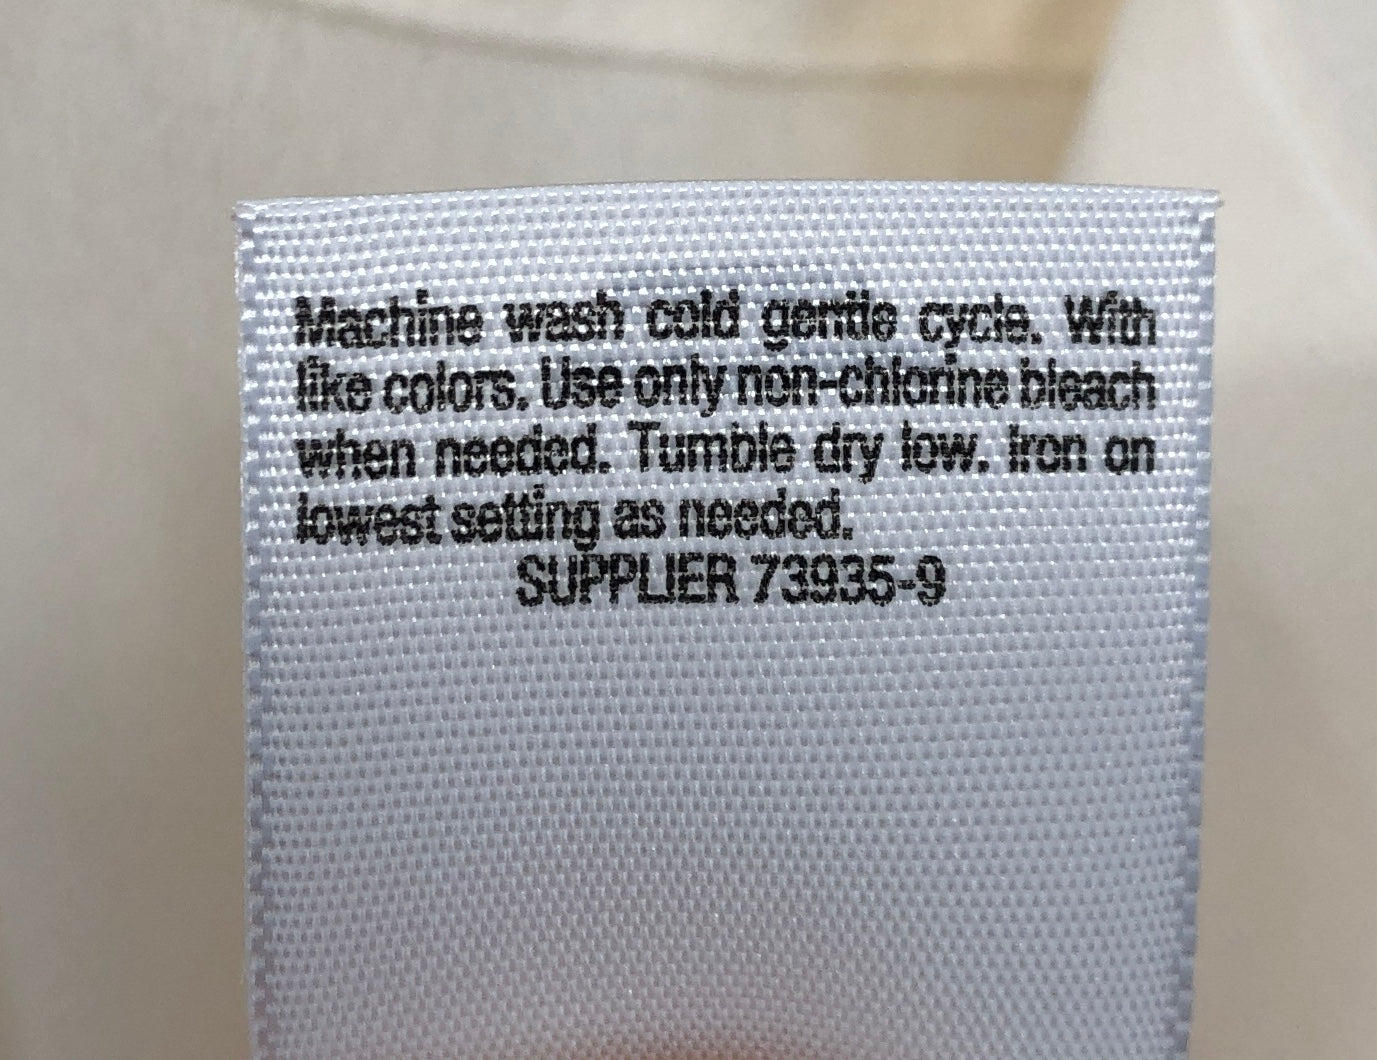 Machine wash cold gentle cycle. With
like colors. Use only non-chlorine bleach
when needed. Tumble dry low. Iron on
lowest setting as needed.
SUPPLIER 73935-9